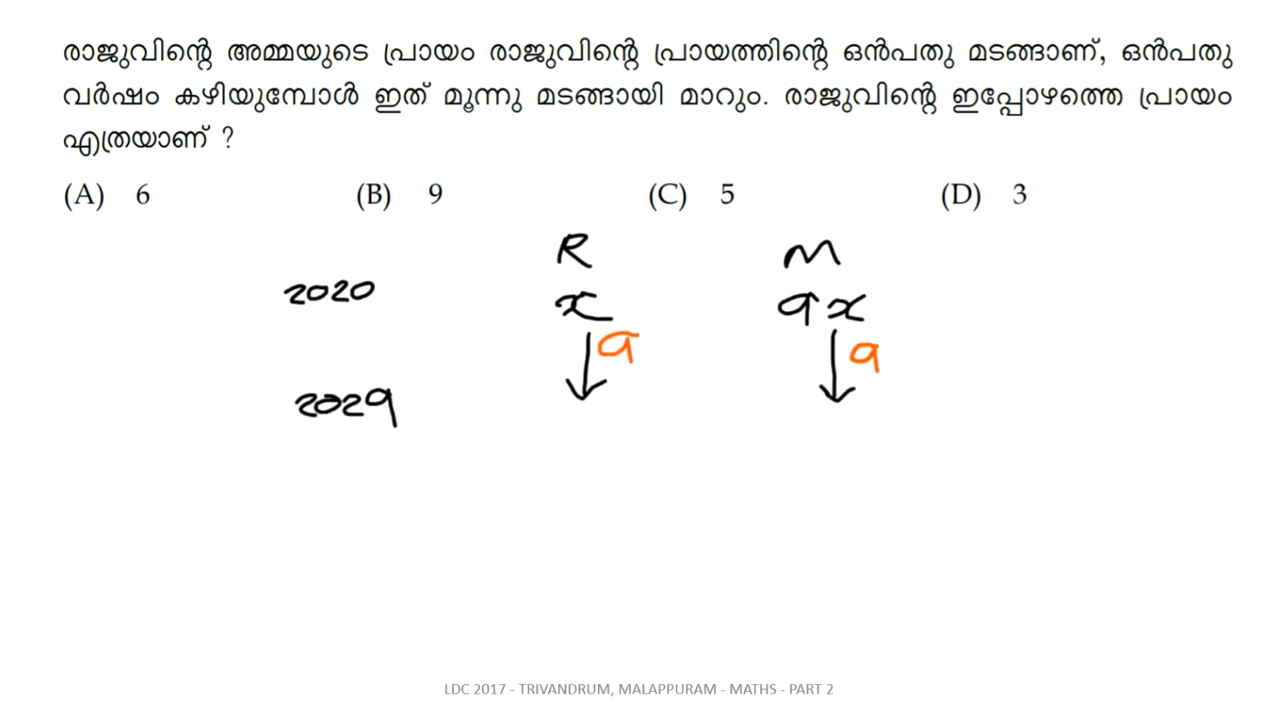 രാജുവിന്റെ അമ്മയുടെ പ്രായം രാജുവിന്റെ പ്രായത്തിന്റെ ഒൻപതു മടങ്ങാണ്, ഒൻപതു
വർഷം കഴിയുമ്പോൾ ഇത് മൂന്നു മടങ്ങായി മാറും. രാജുവിന്റെ ഇപ്പോഴത്തെ പ്രായം
എത്രയാണ് ?
(A) 6 (B) 9 (C) 5 (D) 3
R M
2020 x 9x
9 9
2029
LDC 2017 - TRIVANDRUM, MALAPPURAM - MATHS - PART 2